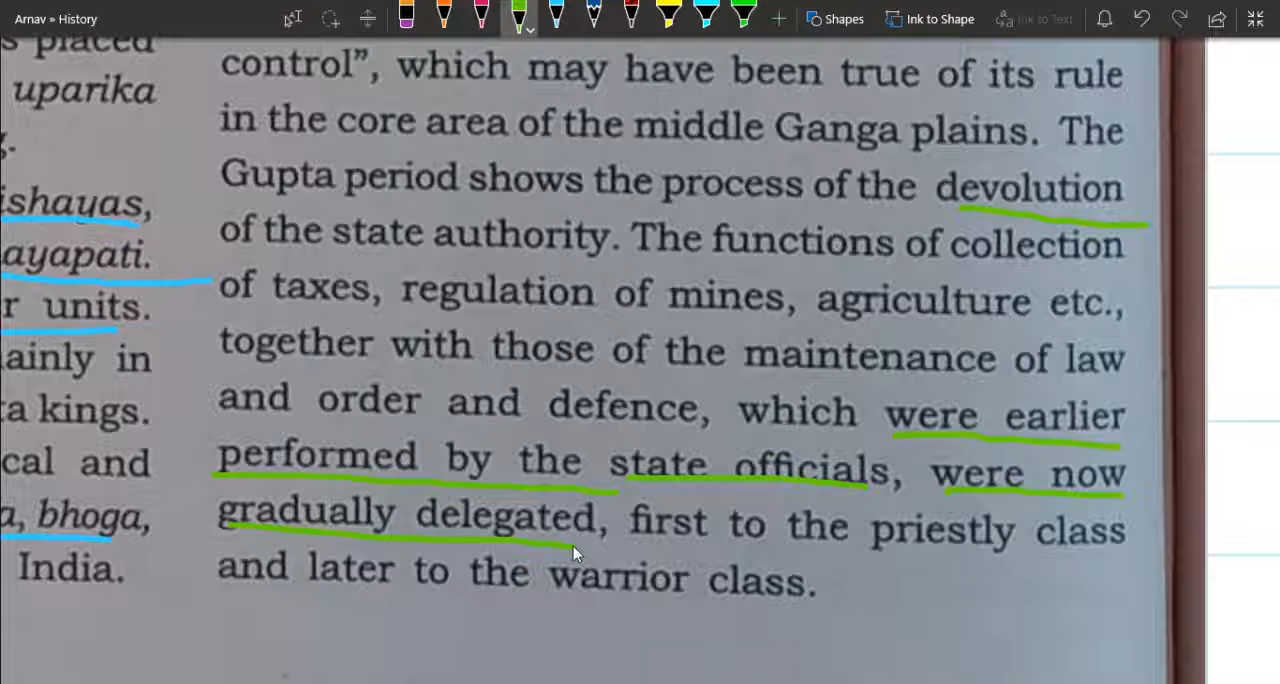 Arnav » History
Shapes
Ink to Shape
Ink to Text
s placed
uparika
ishayas,
ayapati.
r units.
ainly in
a kings.
cal and
a, bhoga,
India.
control”, which may have been true of its rule
in the core area of the middle Ganga plains. The
Gupta period shows the process of the devolution
of the state authority. The functions of collection
of taxes, regulation of mines, agriculture etc.,
together with those of the maintenance of law
and order and defence, which were earlier
performed by the state officials, were now
gradually delegated, first to the priestly class
and later to the warrior class.